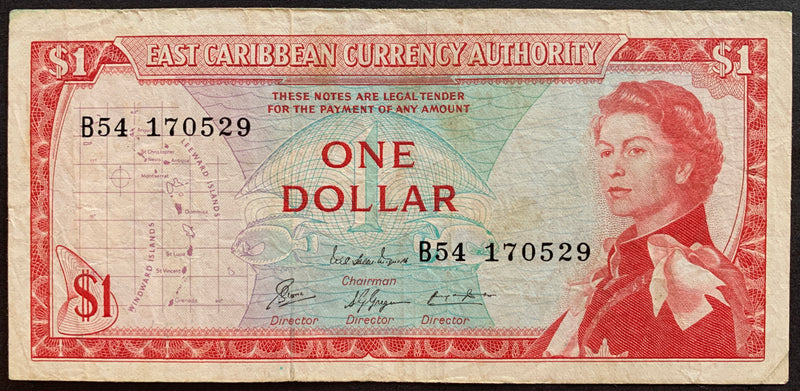 EAST CARIBBEAN CURRENCY AUTHORITY
$1
$1
THESE NOTES ARE LEGAL TENDER
FOR THE PAYMENT OF ANY AMOUNT
B54 170529
ONE
DOLLAR
1
LEEWARD ISLANDS
St Christopher
Nevis
Antigua
Montserrat
Dominica
WINDWARD ISLANDS
St Lucia
St Vincent
Grenada
B54 170529
Chairman
$1
Director
Director
Director